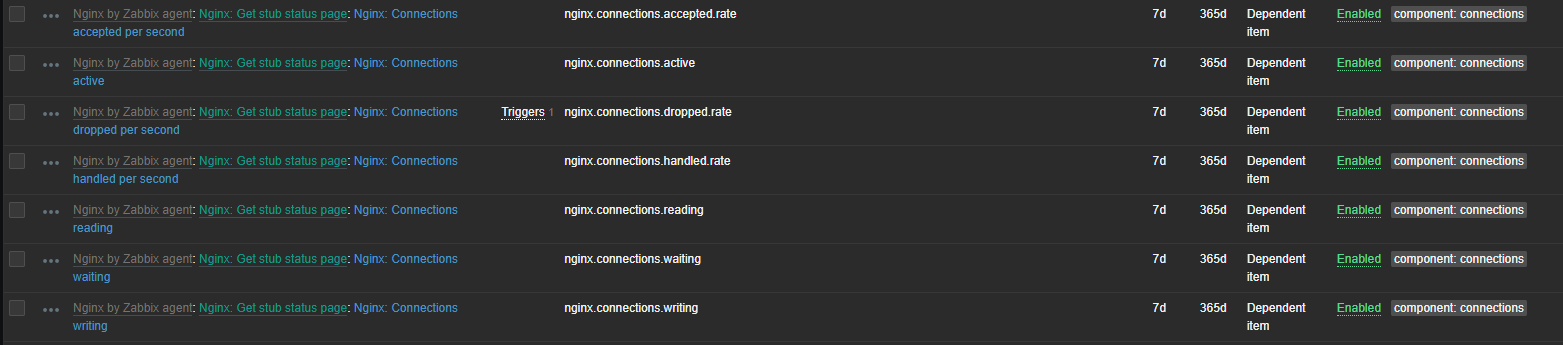 Nginx by Zabbix agent: Nginx: Get stub status page: Nginx: Connections nginx.connections.accepted.rate 7d 365d Dependent Enabled component: connections
accepted per second item
Nginx by Zabbix agent: Nginx: Get stub status page: Nginx: Connections nginx.connections.active 7d 365d Dependent Enabled component: connections
active item
Nginx by Zabbix agent: Nginx: Get stub status page: Nginx: Connections Triggers 1 nginx.connections.dropped.rate 7d 365d Dependent Enabled component: connections
dropped per second item
Nginx by Zabbix agent: Nginx: Get stub status page: Nginx: Connections nginx.connections.handled.rate 7d 365d Dependent Enabled component: connections
handled per second item
Nginx by Zabbix agent: Nginx: Get stub status page: Nginx: Connections nginx.connections.reading 7d 365d Dependent Enabled component: connections
reading item
Nginx by Zabbix agent: Nginx: Get stub status page: Nginx: Connections nginx.connections.waiting 7d 365d Dependent Enabled component: connections
waiting item
Nginx by Zabbix agent: Nginx: Get stub status page: Nginx: Connections nginx.connections.writing 7d 365d Dependent Enabled component: connections
writing item